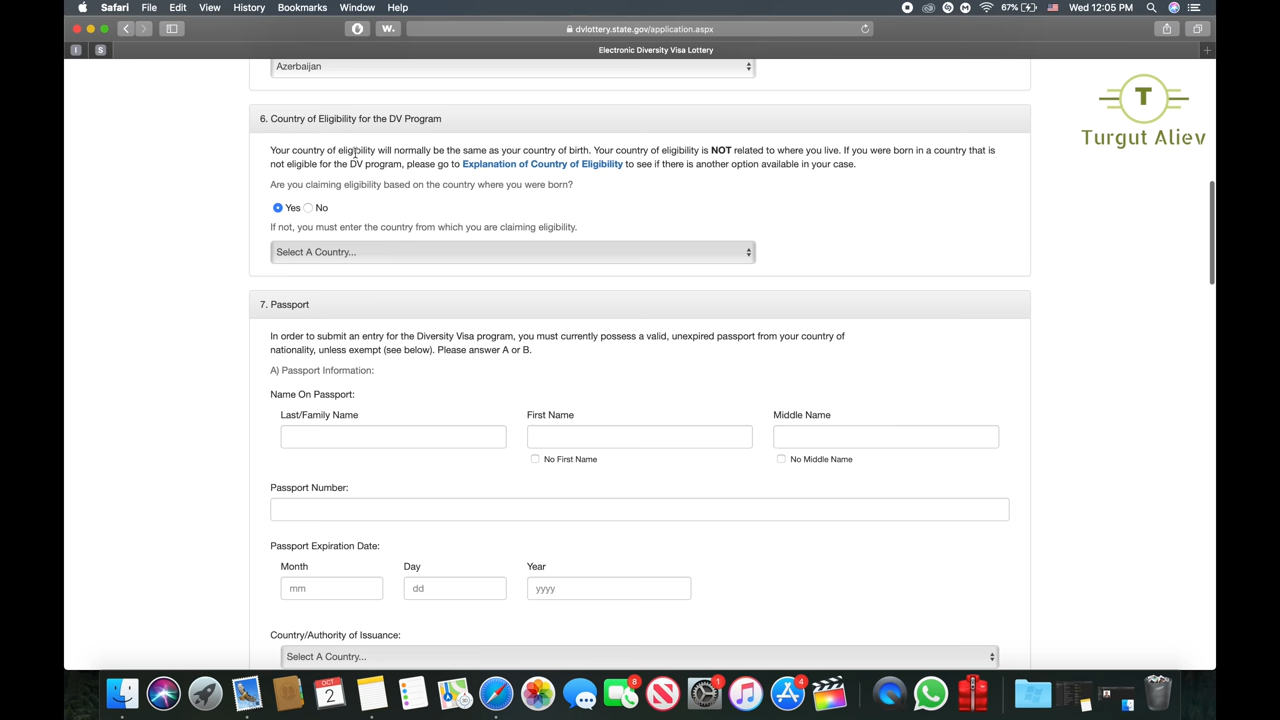 Safari File Edit View History Bookmarks Window Help 67% Wed 12:05 PM
W. dvlottery.state.gov/application.aspx
I S Electronic Diversity Visa Lottery
Azerbaijan
T
Turgut Aliev
6. Country of Eligibility for the DV Program
Your country of eligibility will normally be the same as your country of birth. Your country of eligibility is NOT related to where you live. If you were born in a country that is
not eligible for the DV program, please go to Explanation of Country of Eligibility to see if there is another option available in your case.
Are you claiming eligibility based on the country where you were born?
Yes No
If not, you must enter the country from which you are claiming eligibility.
Select A Country...
7. Passport
In order to submit an entry for the Diversity Visa program, you must currently possess a valid, unexpired passport from your country of
nationality, unless exempt (see below). Please answer A or B.
A) Passport Information:
Name On Passport:
Last/Family Name First Name Middle Name
No First Name No Middle Name
Passport Number:
Passport Expiration Date:
Month Day Year
mm dd yyyy
Country/Authority of Issuance:
Select A Country...
8 1 4
2